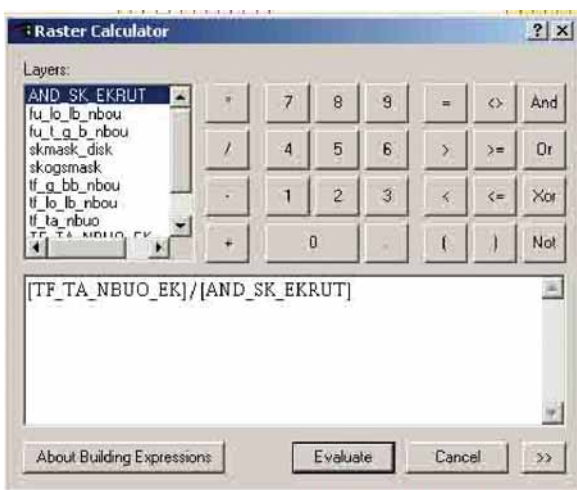 Raster Calculator ? ×
Layers:
AND_SK_EKRUT
fu_lo_lb_nbou
fu_t_g_b_nbou
skmask_disk
skogsmask
tf_g_bb_nbou
tf_lo_lb_nbou
tf_ta_nbuo
TF_TA_NBUO_EK
* 7 8 9 = <> And
/ 4 5 6 > >= Or
- 1 2 3 < <= Xor
+ 0 . ( ) Not
[TF_TA_NBUO_EK]/[AND_SK_EKRUT]
About Building Expressions Evaluate Cancel >>